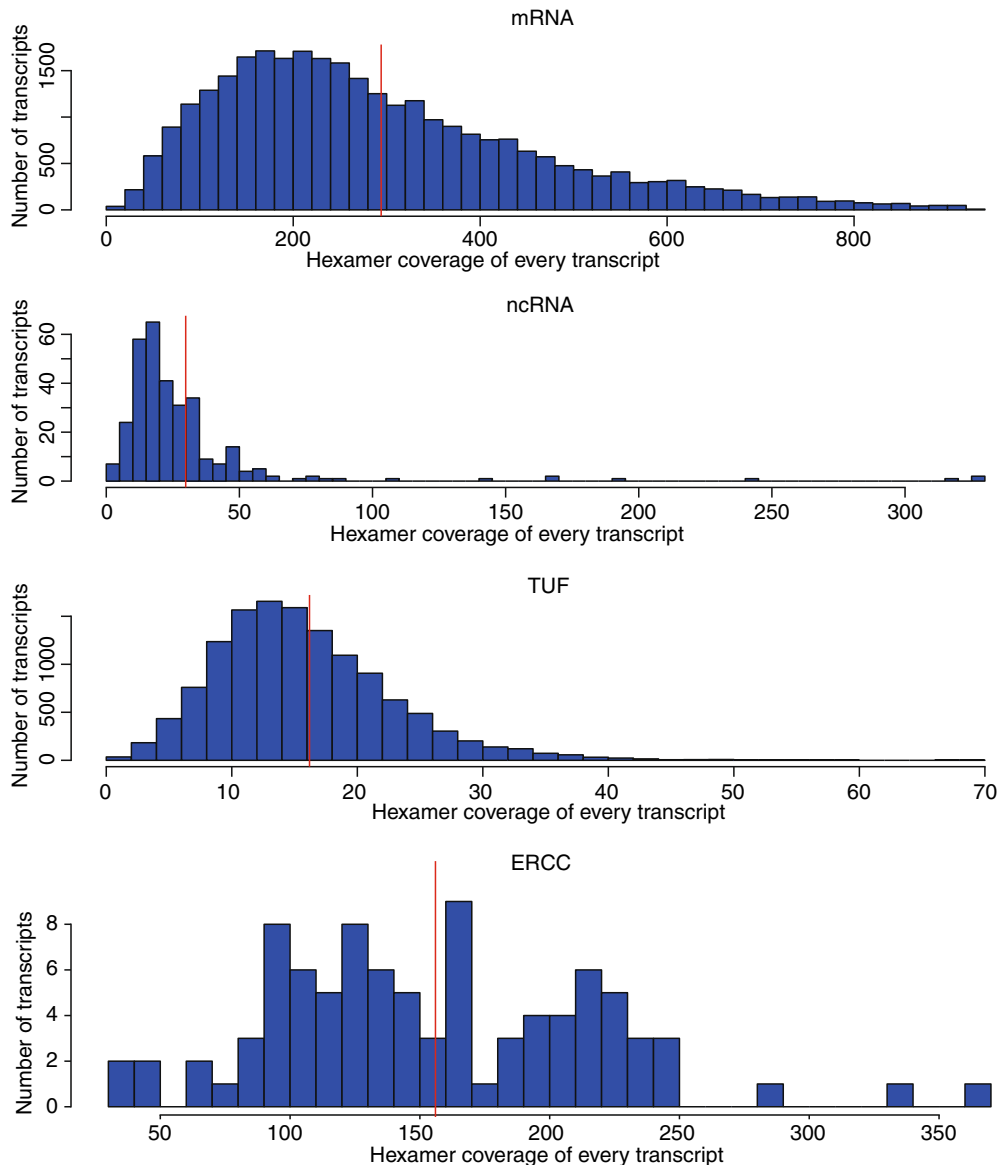 mRNA
Number of transcripts
1500
500
0
0 200 400 600 800
Hexamer coverage of every transcript
ncRNA
Number of transcripts
60
40
20
0
0 50 100 150 200 250 300
Hexamer coverage of every transcript
TUF
Number of transcripts
1000
500
0
0 10 20 30 40 50 60 70
Hexamer coverage of every transcript
ERCC
Number of transcripts
8
6
4
2
0
50 100 150 200 250 300 350
Hexamer coverage of every transcript